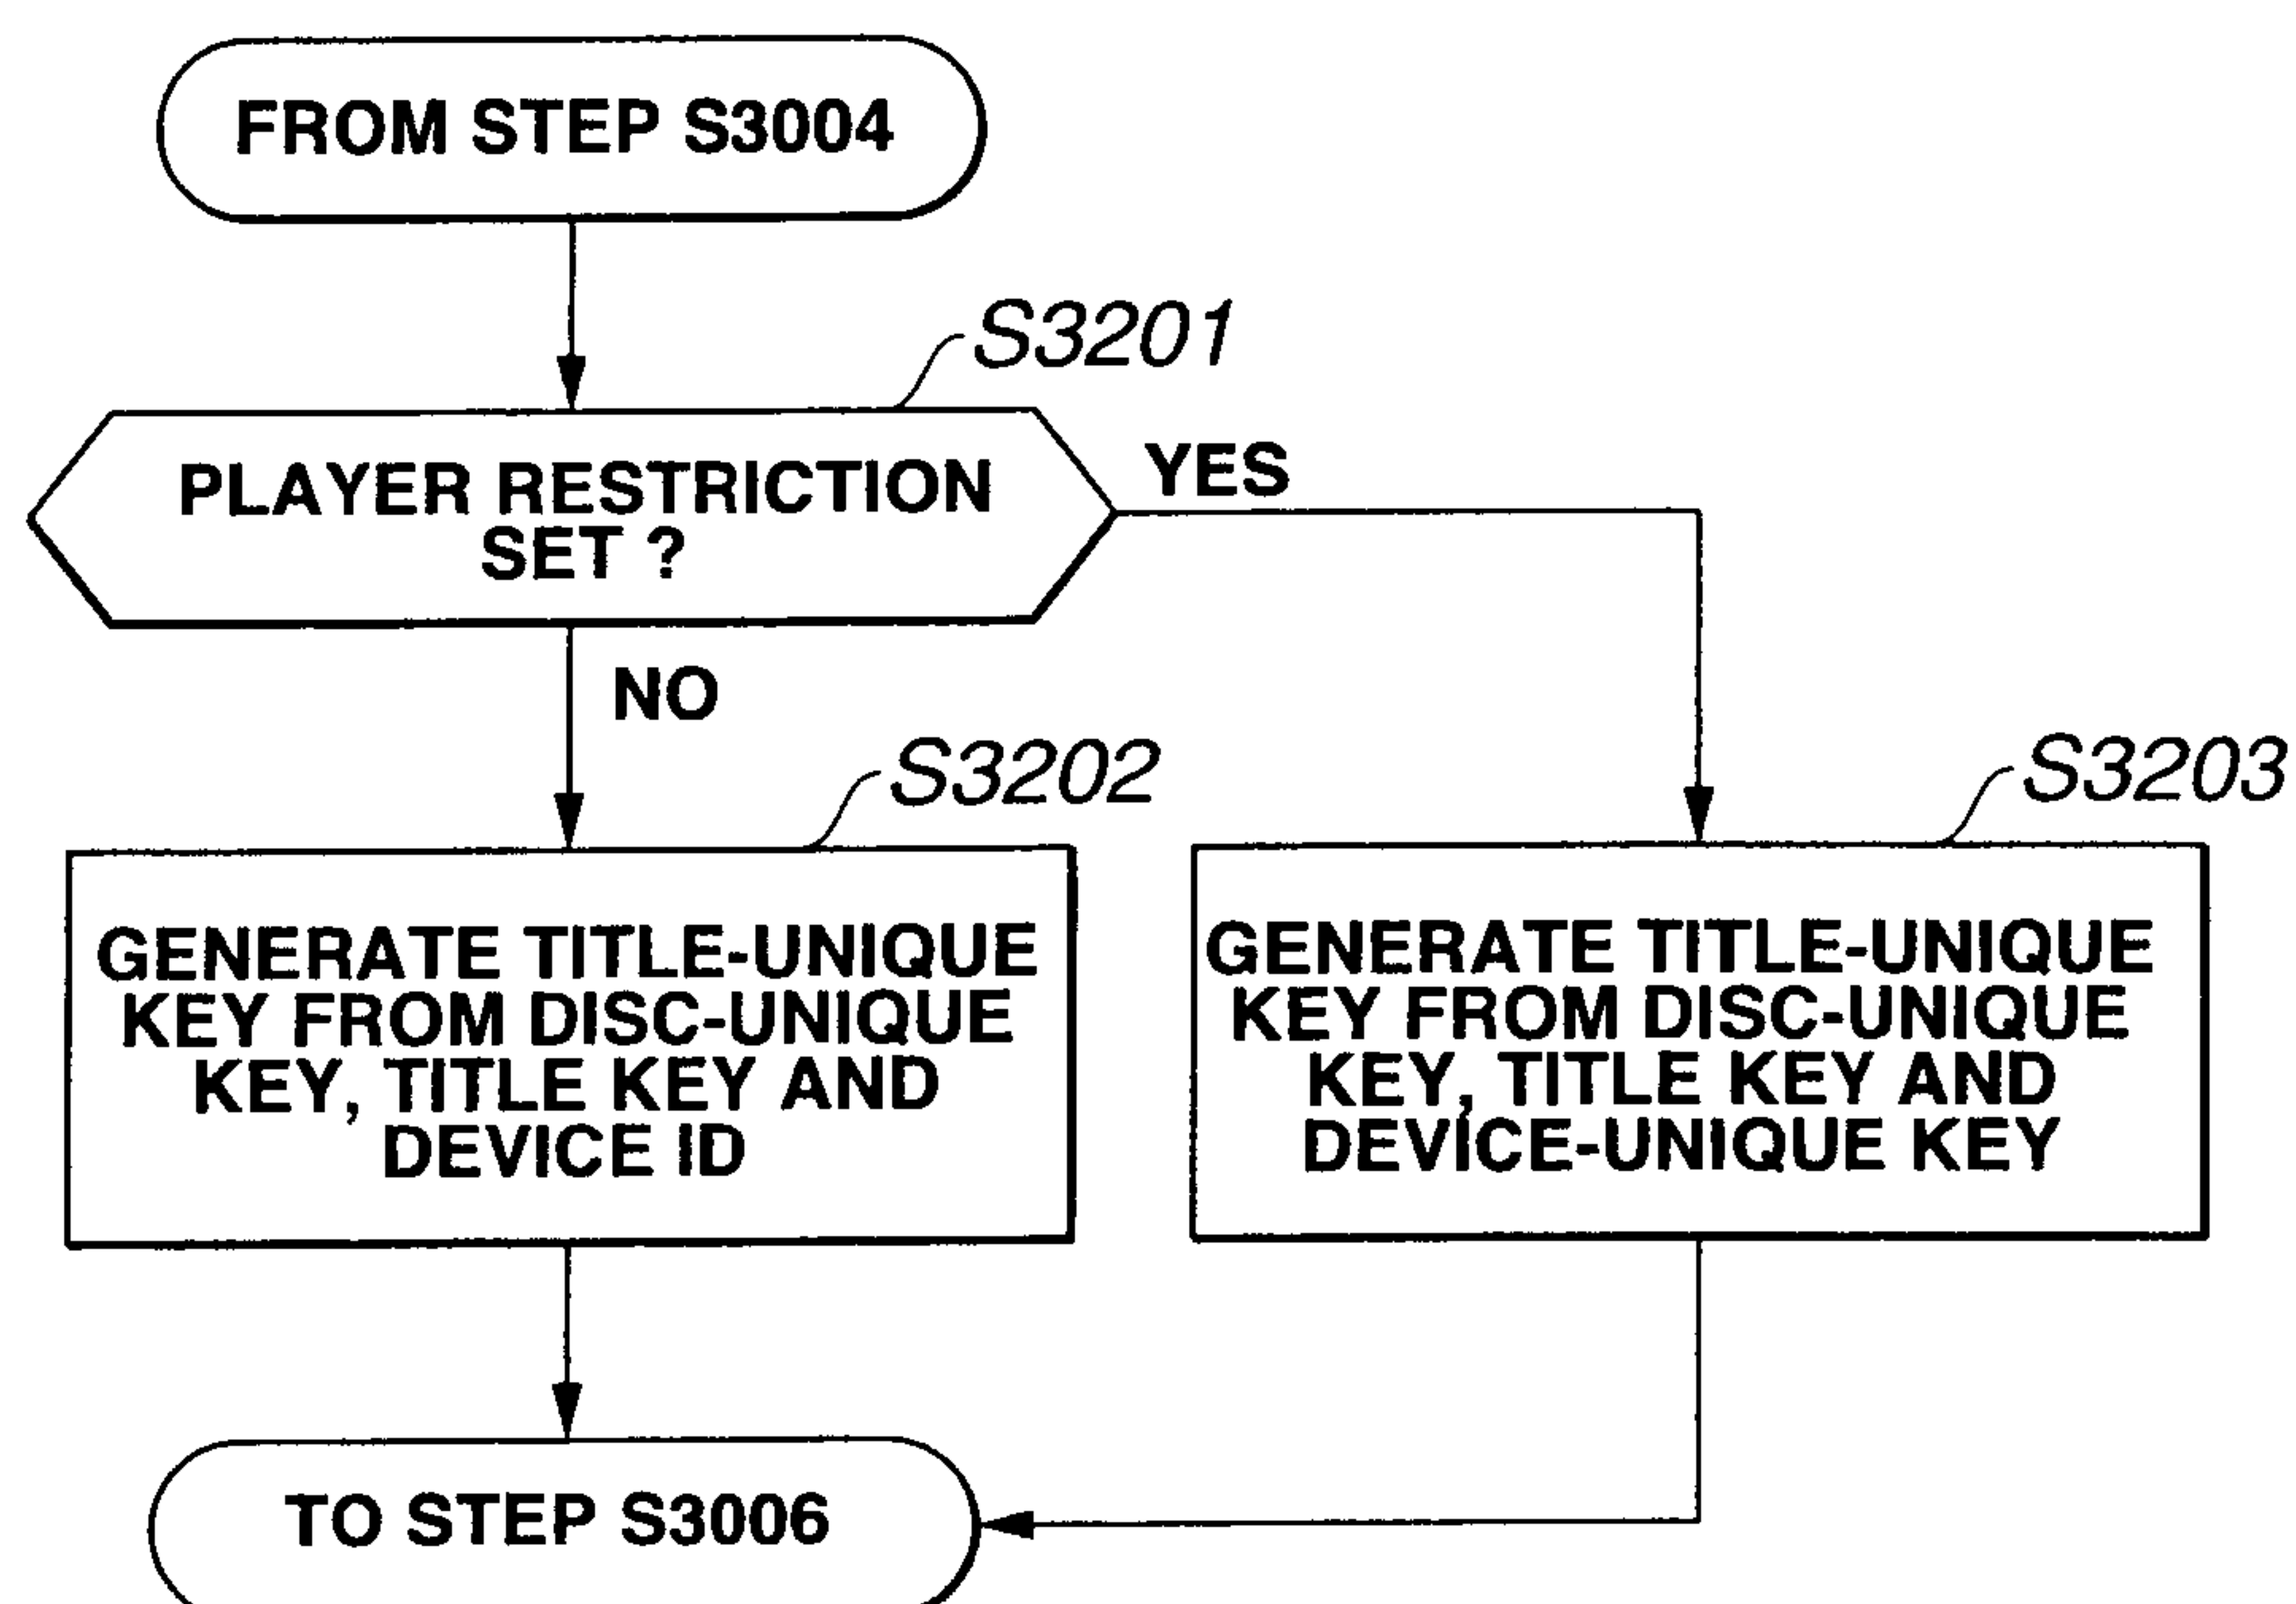 FROM STEP S3004
S3201
PLAYER RESTRICTION
SET ?
YES
NO
S3202
GENERATE TITLE-UNIQUE
KEY FROM DISC-UNIQUE
KEY, TITLE KEY AND
DEVICE ID
S3203
GENERATE TITLE-UNIQUE
KEY FROM DISC-UNIQUE
KEY, TITLE KEY AND
DEVICE-UNIQUE KEY
TO STEP S3006